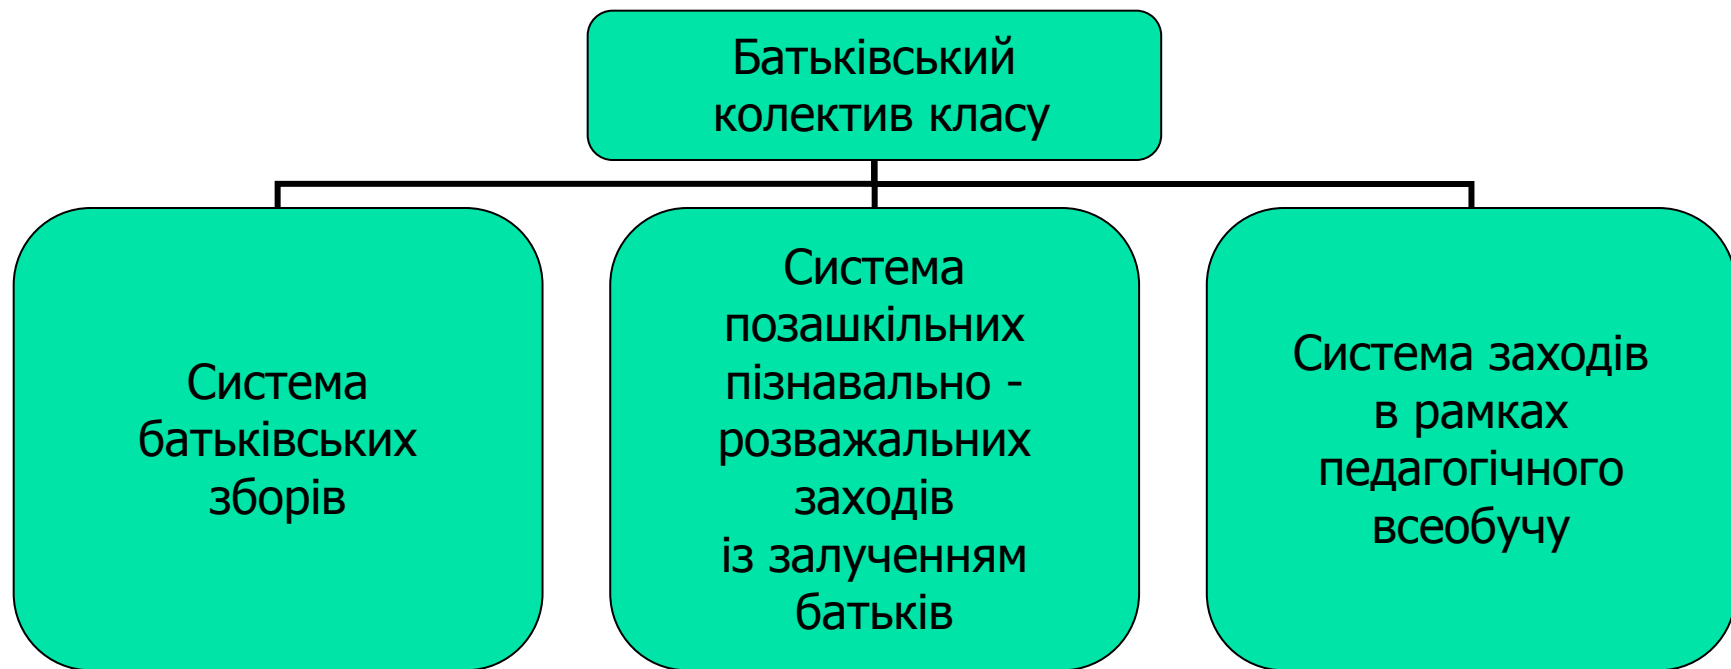 Батьківський
колектив класу
Система
батьківських
зборів
Система
позашкільних
пізнавально -
розважальних
заходів
із залученням
батьків
Система заходів
в рамках
педагогічного
всеобучу